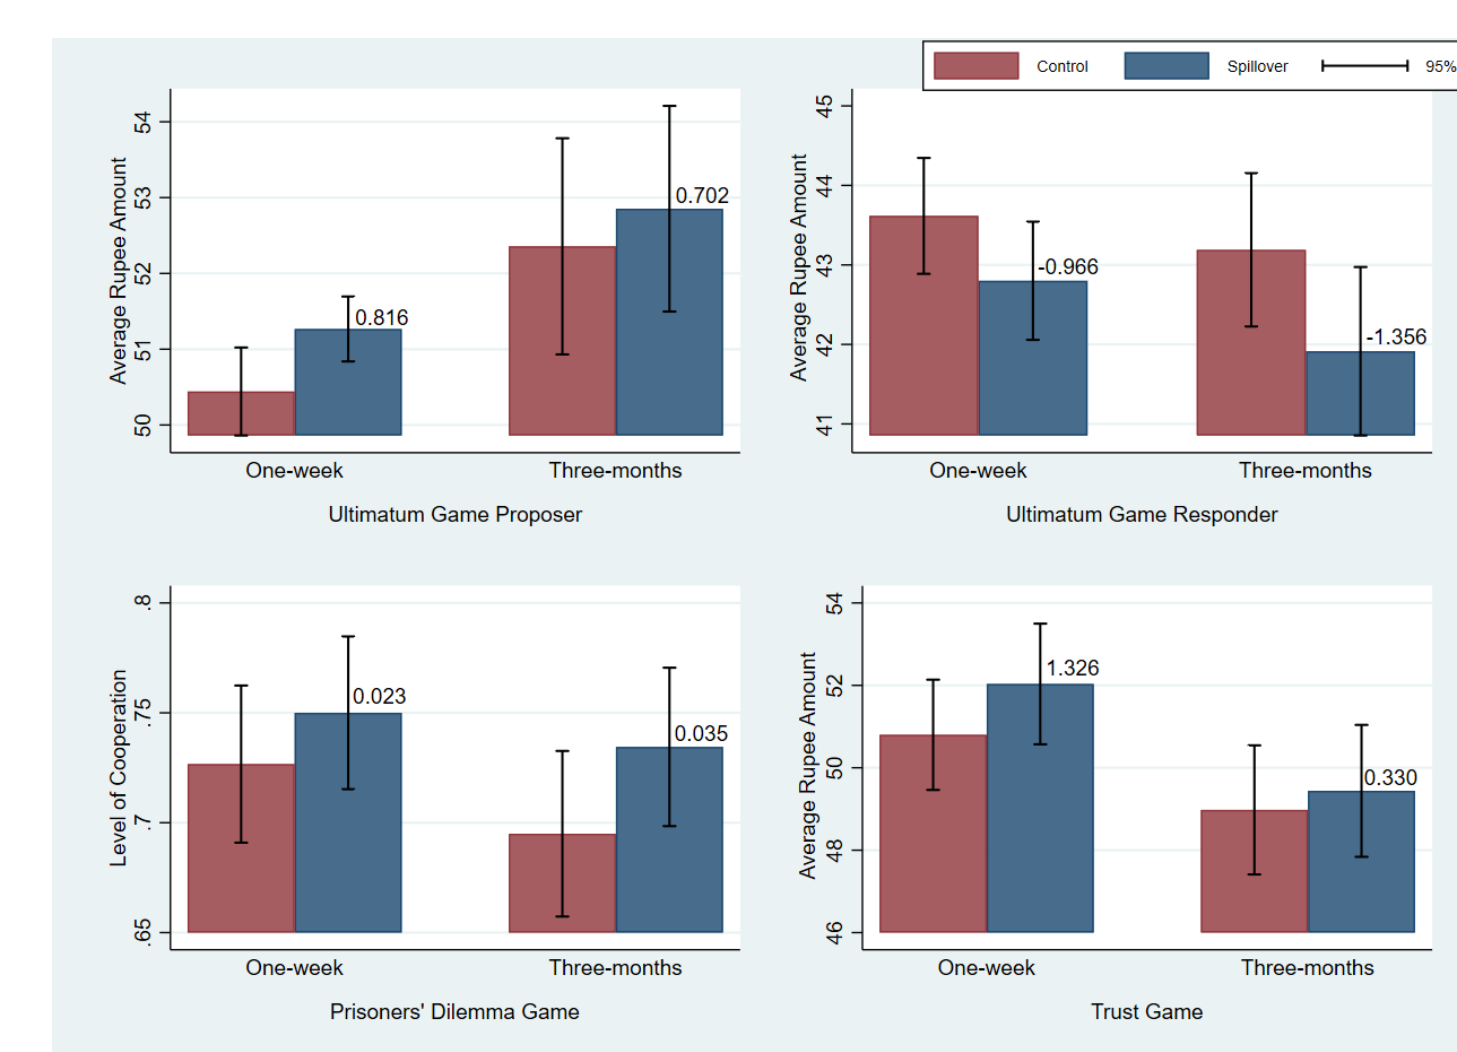 Control Spillover 95%
Average Rupee Amount
54
53
52
51
50
0.816
0.702
One-week Three-months
Ultimatum Game Proposer
Average Rupee Amount
45
44
43
42
41
-0.966
-1.356
One-week Three-months
Ultimatum Game Responder
Level of Cooperation
.8
.75
.7
.65
0.023
0.035
One-week Three-months
Prisoners' Dilemma Game
Average Rupee Amount
54
52
50
48
46
1.326
0.330
One-week Three-months
Trust Game